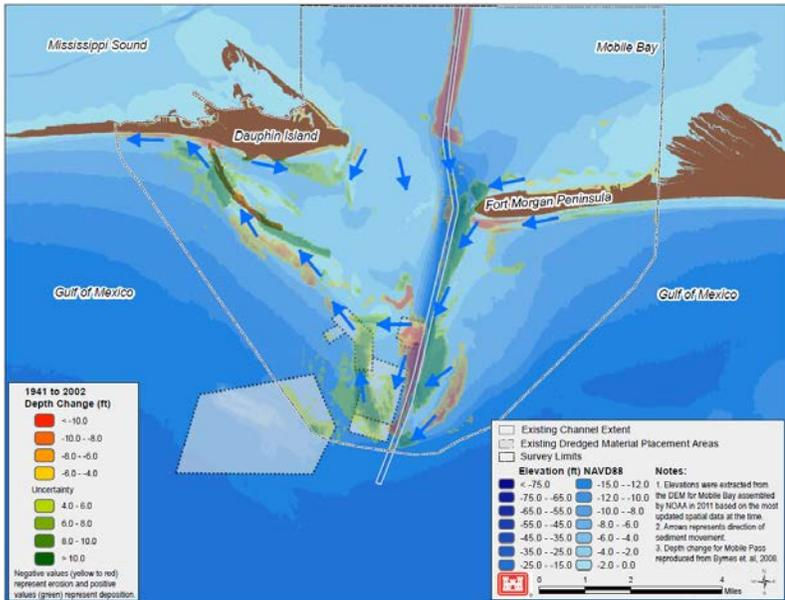 Mississippi Sound
Mobile Bay
Dauphin Island
Fort Morgan Peninsula
Gulf of Mexico
Gulf of Mexico
1941 to 2002
Depth Change (ft)
< -10.0
-10.0 - -8.0
-8.0 - -6.0
-6.0 - -4.0
Uncertainty
4.0 - 6.0
6.0 - 8.0
8.0 - 10.0
> 10.0
Negative values (yellow to red)
represent erosion and positive
values (green) represent deposition.
Existing Channel Extent
Existing Dredged Material Placement Areas
Survey Limits
Elevation (ft) NAVD88
< -75.0
-75.0 - -65.0
-65.0 - -55.0
-55.0 - -45.0
-45.0 - -35.0
-35.0 - -25.0
-25.0 - -15.0
-15.0 - -12.0
-12.0 - -10.0
-10.0 - -8.0
-8.0 - -6.0
-6.0 - -4.0
-4.0 - -2.0
-2.0 - 0.0
Notes:
1. Elevations were extracted from
the DEM for Mobile Bay assembled
by NOAA in 2011 based on the most
updated spatial data at the time.
2. Arrows represents direction of
sediment movement.
3. Depth change for Mobile Pass
reproduced from Byrnes et. al, 2008.
0 2 4
Miles